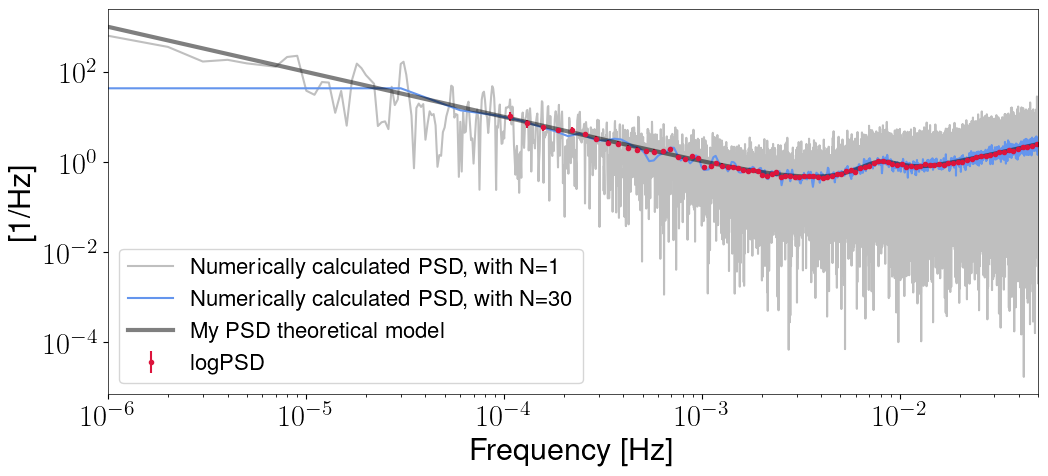 10^2
10^0
10^−2
10^−4
[1/Hz]
Numerically calculated PSD, with N=1
Numerically calculated PSD, with N=30
My PSD theoretical model
logPSD
10^−6 10^−5 10^−4 10^−3 10^−2
Frequency [Hz]